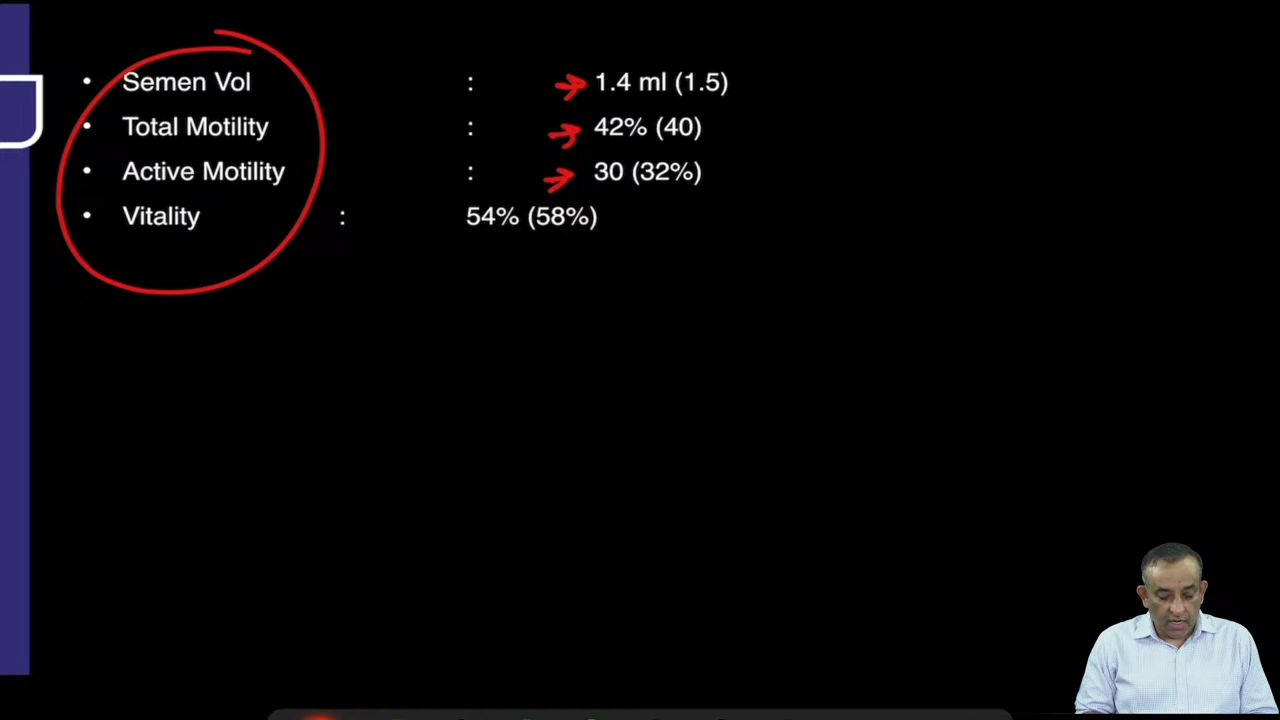 • Semen Vol : 1.4 ml (1.5)
• Total Motility : 42% (40)
• Active Motility : 30 (32%)
• Vitality : 54% (58%)